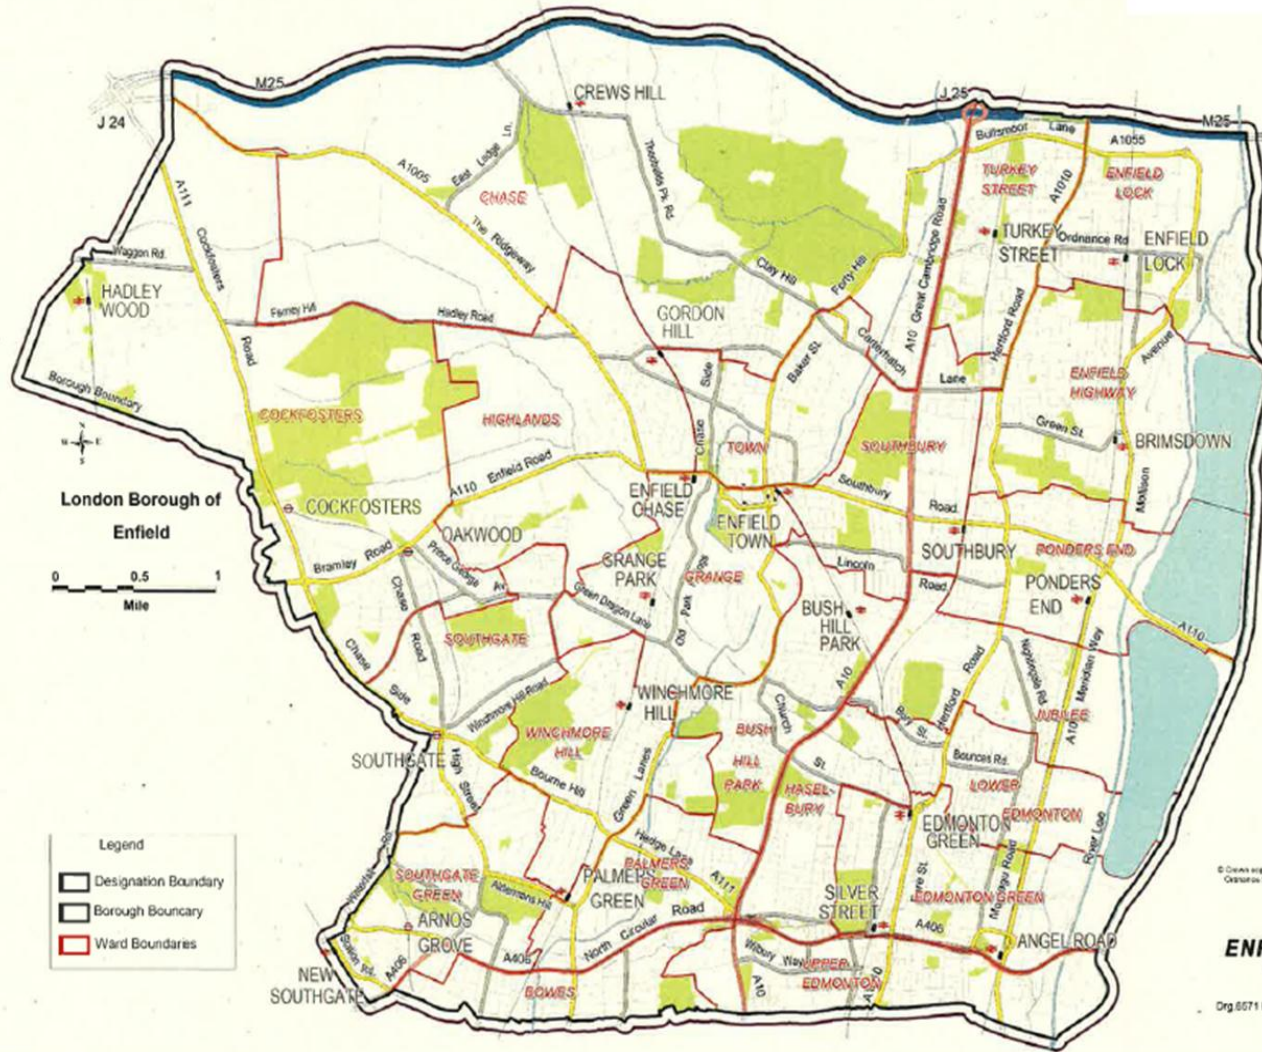 M25
J 24
CREWS HILL
J 25
M25
Bullsmoor Lane
A1055
East Lodge Ln.
Theobalds Pk. Rd.
A1005
CHASE
TURKEY
STREET
A1010
ENFIELD
LOCK
A111
Cockfosters
The Ridgeway
Great Cambridge Road
TURKEY
STREET
Ordnance Rd
ENFIELD
LOCK
Waggon Rd.
HADLEY
WOOD
Clay Hill
Forty Hill
Ferney Hill
Hadley Road
GORDON
HILL
A10
Hertford Road
Road
Baker St.
Carterhatch
Lane
Avenue
Side
Chase
Borough Boundary
N
W E
S
COCKFOSTERS
HIGHLANDS
ENFIELD
HIGHWAY
TOWN
SOUTHBURY
Green St.
BRIMSDOWN
London Borough of
Enfield
0 0.5 1
Mile
A110 Enfield Road
ENFIELD
CHASE
Southbury
Road
Mollison
COCKFOSTERS
OAKWOOD
ENFIELD
TOWN
SOUTHBURY
PONDERS END
Bramley Road
Prince George
Av.
GRANGE
PARK
GRANGE
Lincoln
Road
PONDERS
END
Chase
Road
Green Dragon Lane
Old Park
BUSH
HILL
PARK
A110
SOUTHGATE
Chase
Side
Winchmore Hill Road
WINCHMORE
HILL
A10
Hertford Road
Nightingale Rd.
Meridian Way
Church
St.
Bury
St.
JUBILEE
WINCHMORE
HILL
BUSH
HILL
PARK
SOUTHGATE
High Street
Bourne Hill
Green Lanes
Bounces Rd.
HASEL-
BURY
LOWER
EDMONTON
EDMONTON
GREEN
River Lee
Hedge Lane
PALMERS
GREEN
A111
Legend
Designation Boundary
Borough Boundary
Ward Boundaries
SOUTHGATE
GREEN
Aldermans Hill
PALMERS
GREEN
SILVER
STREET
Montagu Road
EDMONTON GREEN
ARNOS
GROVE
North Circular Road
A406
ANGEL ROAD
A406
A406
NEW
SOUTHGATE
BOWES
Wilbury Way
UPPER
EDMONTON
A10